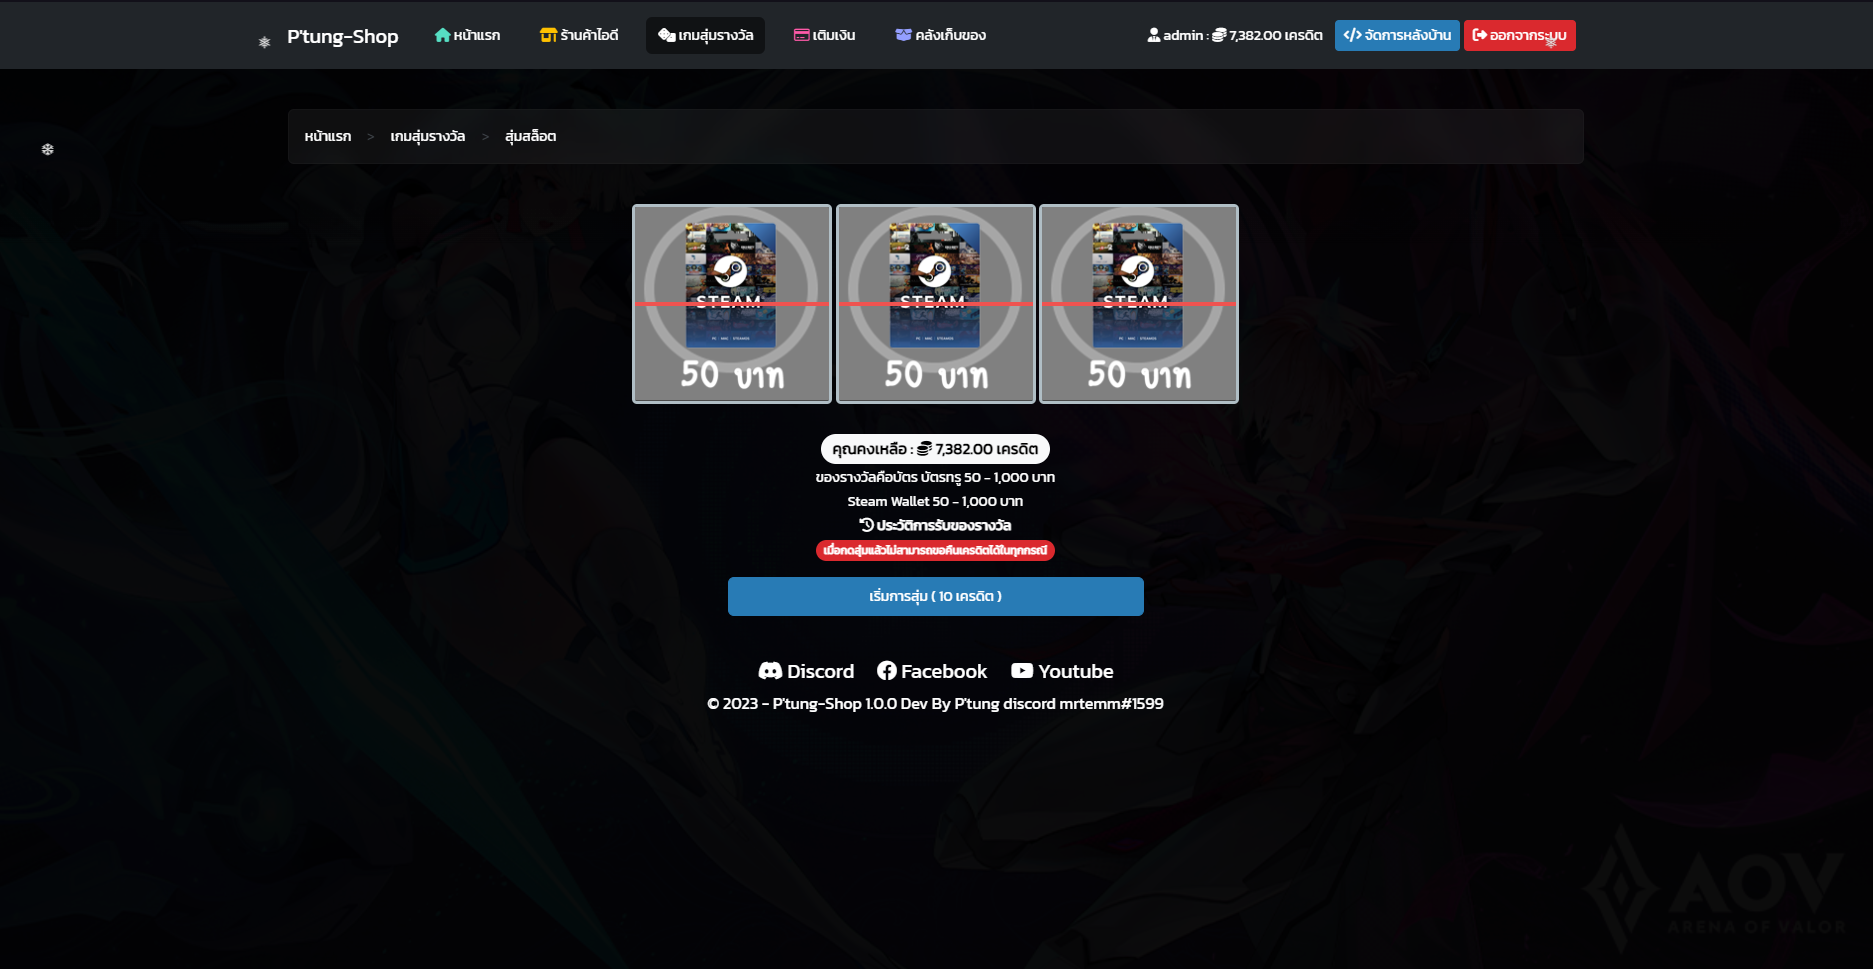 P'tung-Shop
หน้าแรก
ร้านค้าไอดี
เกมสุ่มรางวัล
เติมเงิน
คลังเก็บของ
admin : 7,382.00 เครดิต
จัดการหลังบ้าน
ออกจากระบบ
หน้าแรก > เกมสุ่มรางวัล > สุ่มสล็อต
STEAM STEAM STEAM
50 บาท 50 บาท 50 บาท
คุณคงเหลือ : 7,382.00 เครดิต
ของรางวัลคือบัตร บัตรทรู 50 - 1,000 บาท
Steam Wallet 50 - 1,000 บาท
ประวัติการรับของรางวัล
เมื่อกดสุ่มแล้วไม่สามารถขอคืนเครดิตได้ในทุกกรณี
เริ่มการสุ่ม ( 10 เครดิต )
Discord Facebook Youtube
© 2023 - P'tung-Shop 1.0.0 Dev By P'tung discord mrtemm#1599
AOV
ARENA OF VALOR